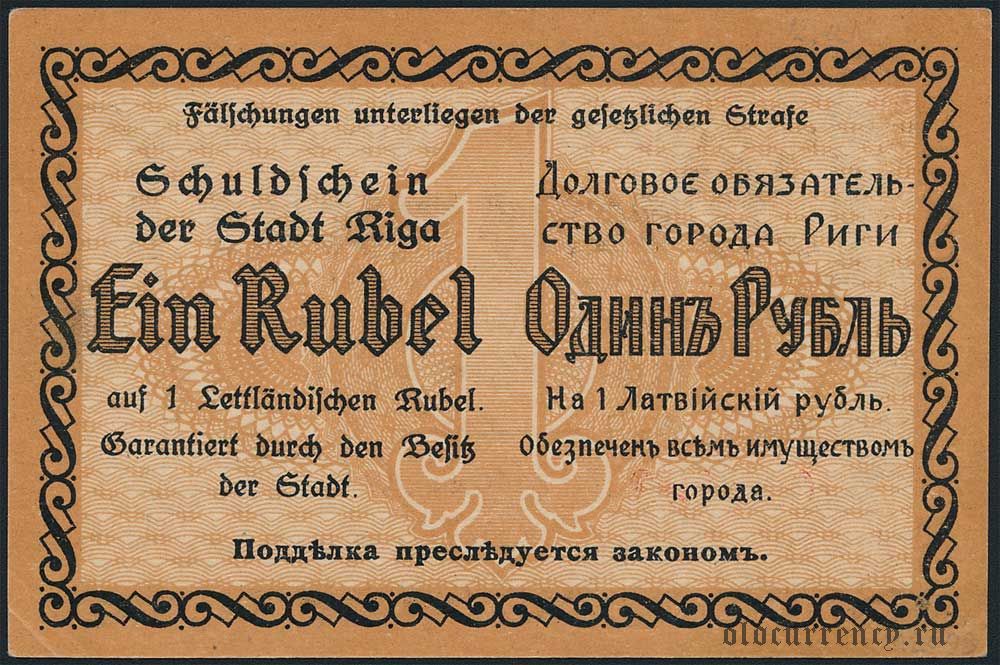 Fälschungen unterliegen der gesetzlichen Strafe
Schuldschein
der Stadt Riga
Ein Rubel
auf 1 Lettländischen Rubel.
Garantiert durch den Besitz
der Stadt.
1
Долговое обязатель-
ство города Риги
Одинъ Рубль
На 1 Латвійскій рубль.
Обезпеченъ всѣмъ имуществомъ
города.
Поддѣлка преслѣдуется закономъ.
oldcurrency.ru